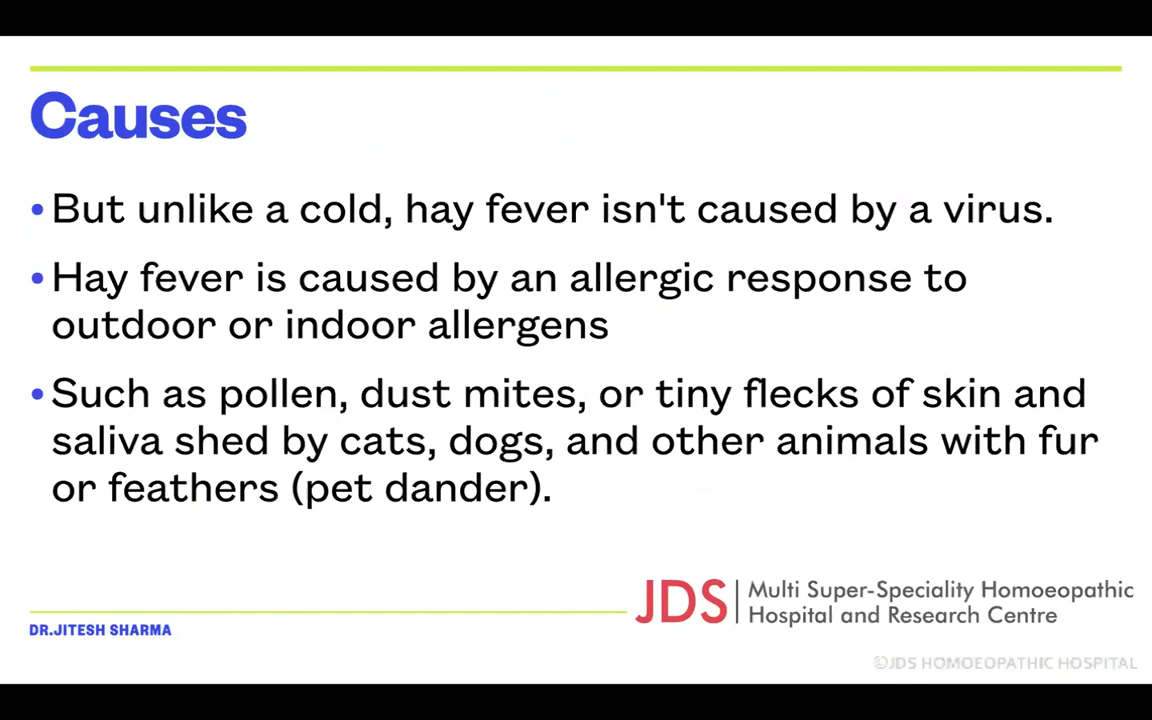 Causes
• But unlike a cold, hay fever isn't caused by a virus.
• Hay fever is caused by an allergic response to
outdoor or indoor allergens
• Such as pollen, dust mites, or tiny flecks of skin and
saliva shed by cats, dogs, and other animals with fur
or feathers (pet dander).
JDS | Multi Super-Speciality Homoeopathic
Hospital and Research Centre
DR.JITESH SHARMA
©JDS HOMOEOPATHIC HOSPITAL